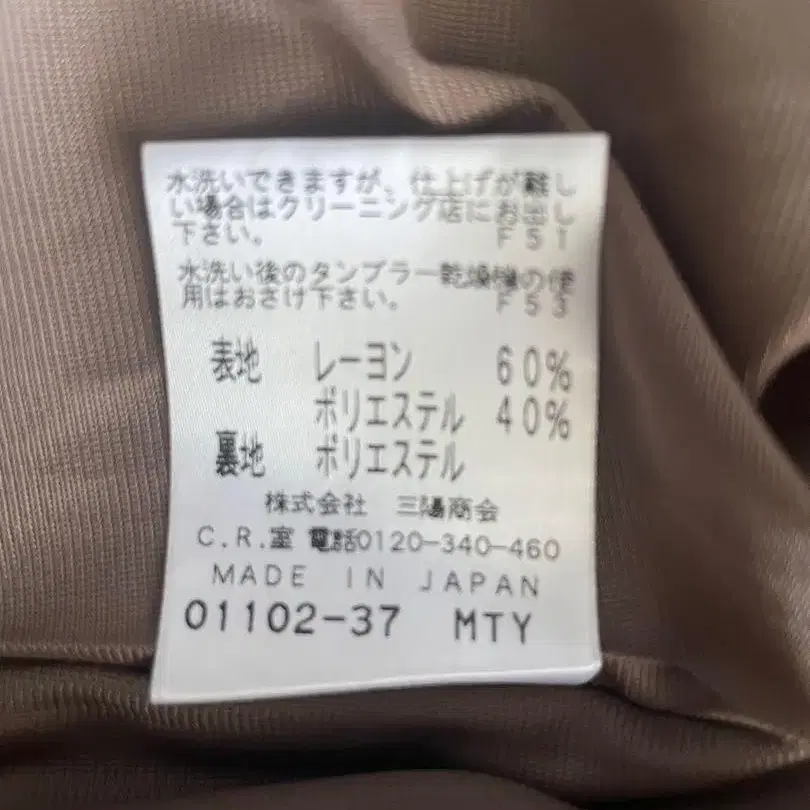 水洗いできますが、仕上げが難し
い場合はクリーニング店にお出し
下さい。 F51
水洗い後のタンブラー乾燥機の使
用はおさけ下さい。 F53
表地 レーヨン 60%
ポリエステル 40%
裏地 ポリエステル
株式会社 三陽商会
C.R.室 電話0120-340-460
MADE IN JAPAN
01102-37 MTY